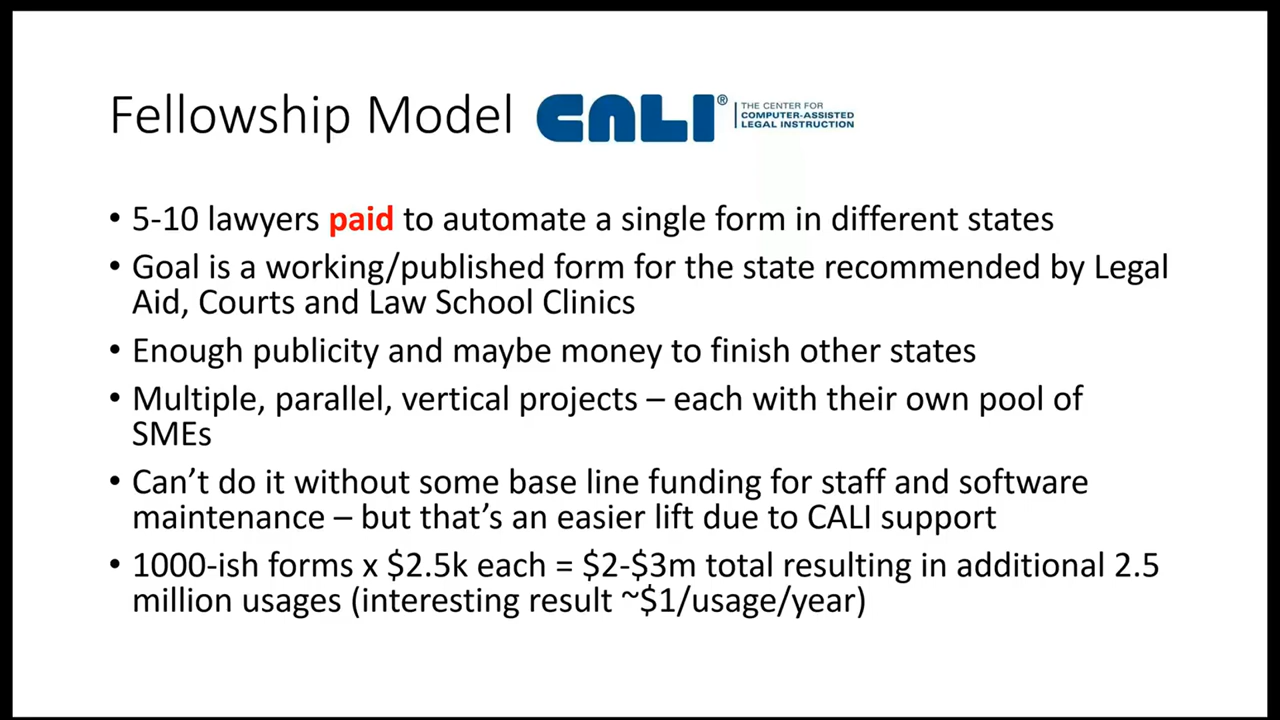 Fellowship Model CALI® THE CENTER FOR
COMPUTER-ASSISTED
LEGAL INSTRUCTION
• 5-10 lawyers paid to automate a single form in different states
• Goal is a working/published form for the state recommended by Legal
Aid, Courts and Law School Clinics
• Enough publicity and maybe money to finish other states
• Multiple, parallel, vertical projects – each with their own pool of
SMEs
• Can’t do it without some base line funding for staff and software
maintenance – but that’s an easier lift due to CALI support
• 1000-ish forms x $2.5k each = $2-$3m total resulting in additional 2.5
million usages (interesting result ~$1/usage/year)